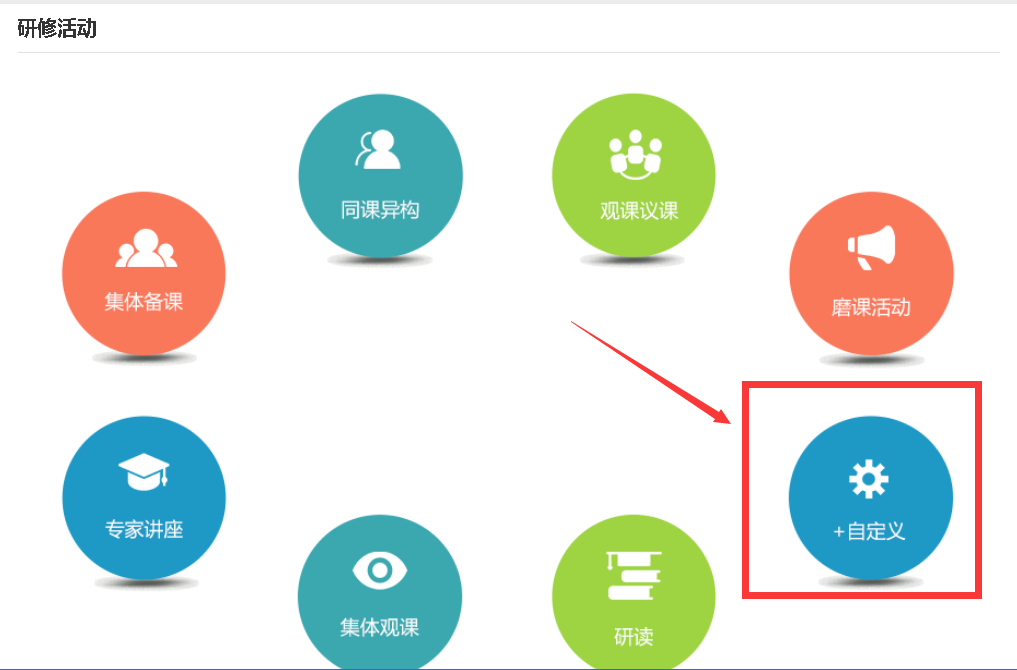 研修活动
同课异构
观课议课
集体备课
磨课活动
专家讲座
+自定义
集体观课
研读